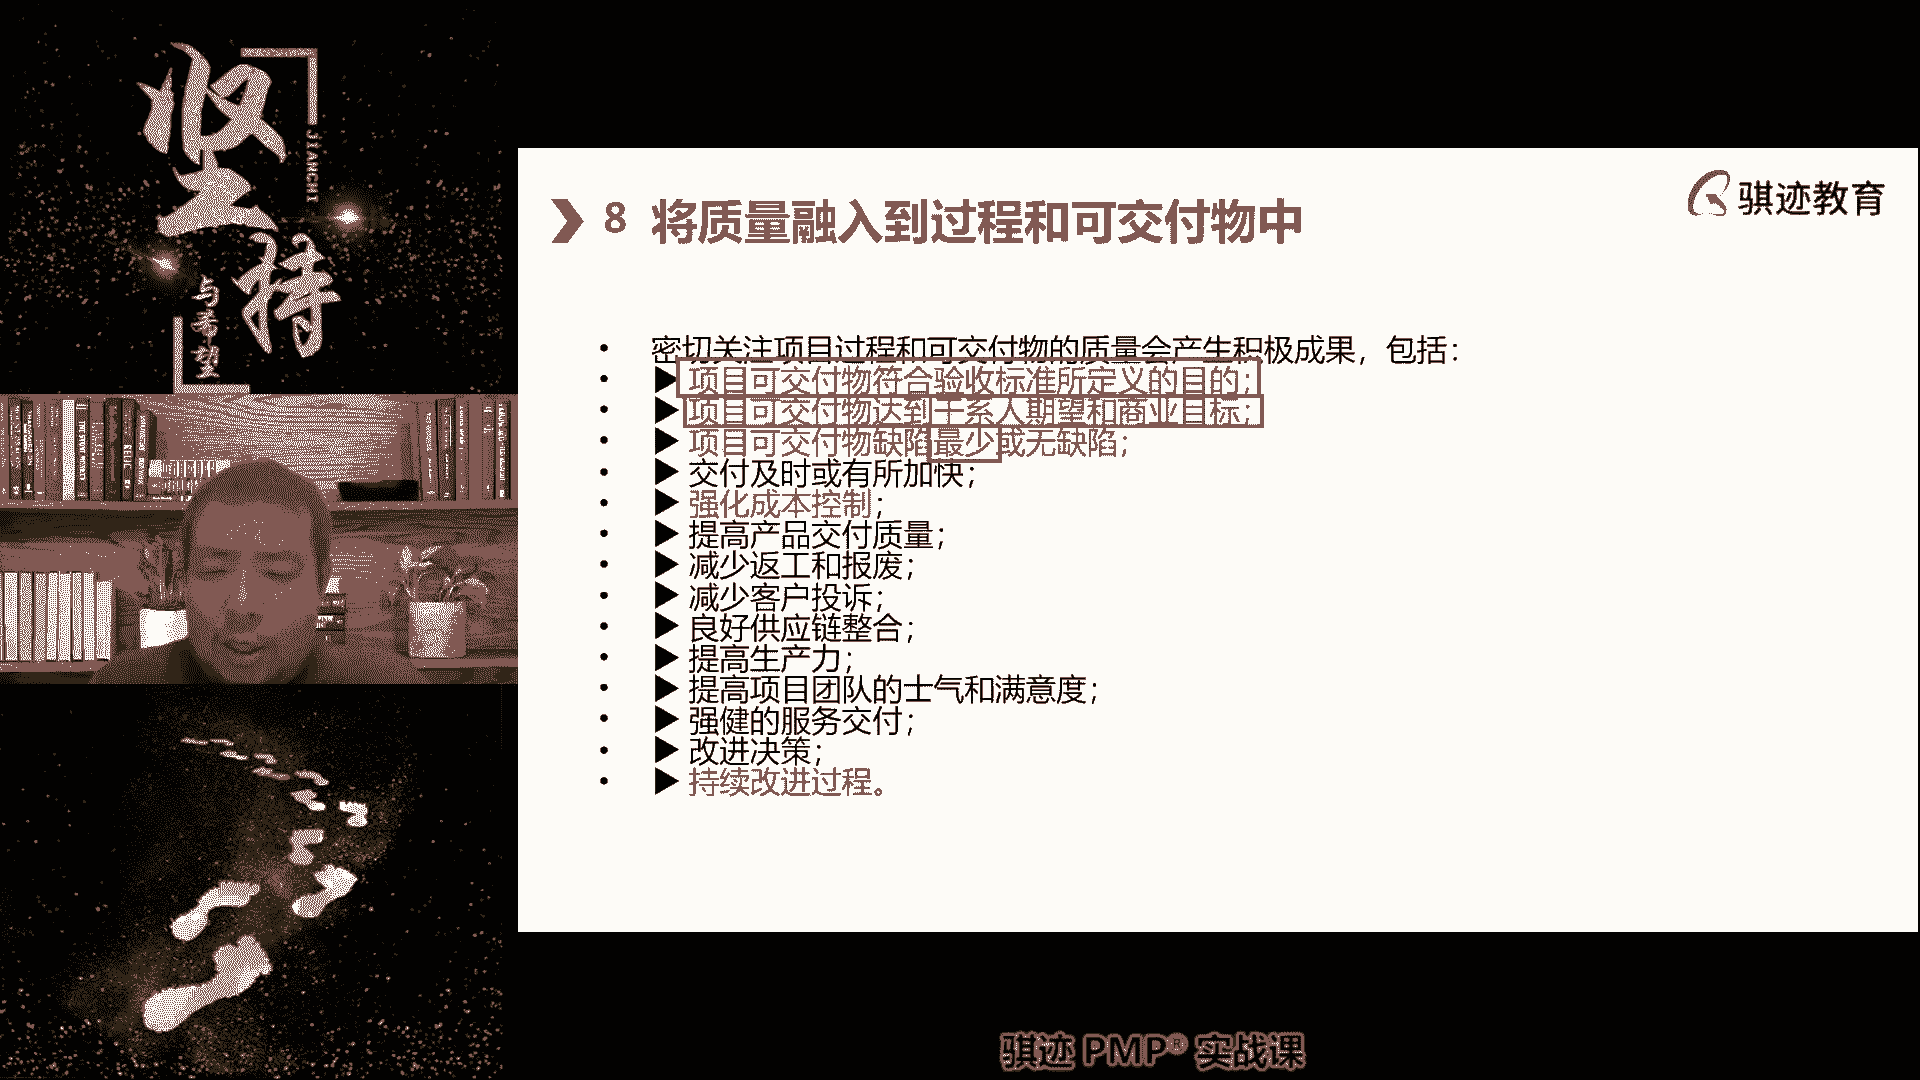 坚
持
JIANCHI
与希望
骐迹教育
8 将质量融入到过程和可交付物中
• 密切关注项目过程和可交付物的质量会产生积极成果，包括：
• ▶ 项目可交付物符合验收标准所定义的目的；
• ▶ 项目可交付物达到干系人期望和商业目标；
• ▶ 项目可交付物缺陷最少或无缺陷；
• ▶ 交付及时或有所加快；
• ▶ 强化成本控制；
• ▶ 提高产品交付质量；
• ▶ 减少返工和报废；
• ▶ 减少客户投诉；
• ▶ 良好供应链整合；
• ▶ 提高生产力；
• ▶ 提高项目团队的士气和满意度；
• ▶ 强健的服务交付；
• ▶ 改进决策；
• ▶ 持续改进过程。
骐迹 PMP® 实战课